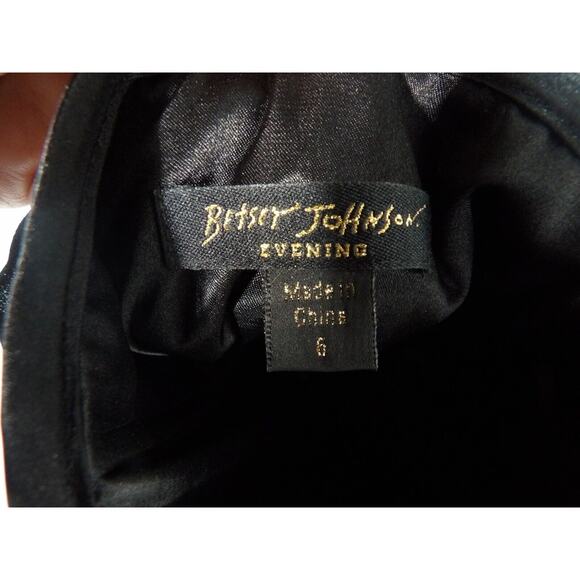 BETSEY JOHNSON.
EVENING
Made in
China
6